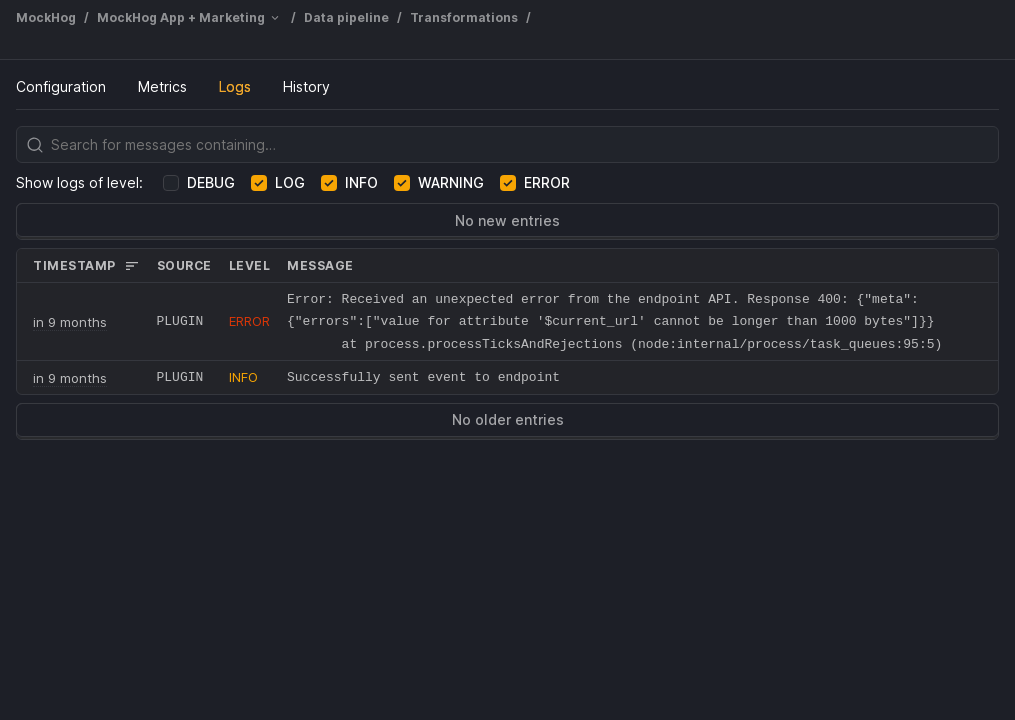 MockHog / MockHog App + Marketing / Data pipeline / Transformations /
Configuration Metrics Logs History
Search for messages containing...
Show logs of level: DEBUG LOG INFO WARNING ERROR
No new entries
TIMESTAMP SOURCE LEVEL MESSAGE
in 9 months PLUGIN ERROR Error: Received an unexpected error from the endpoint API. Response 400: {"meta":
{"errors":["value for attribute '$current_url' cannot be longer than 1000 bytes"]}}
at process.processTicksAndRejections (node:internal/process/task_queues:95:5)
in 9 months PLUGIN INFO Successfully sent event to endpoint
No older entries